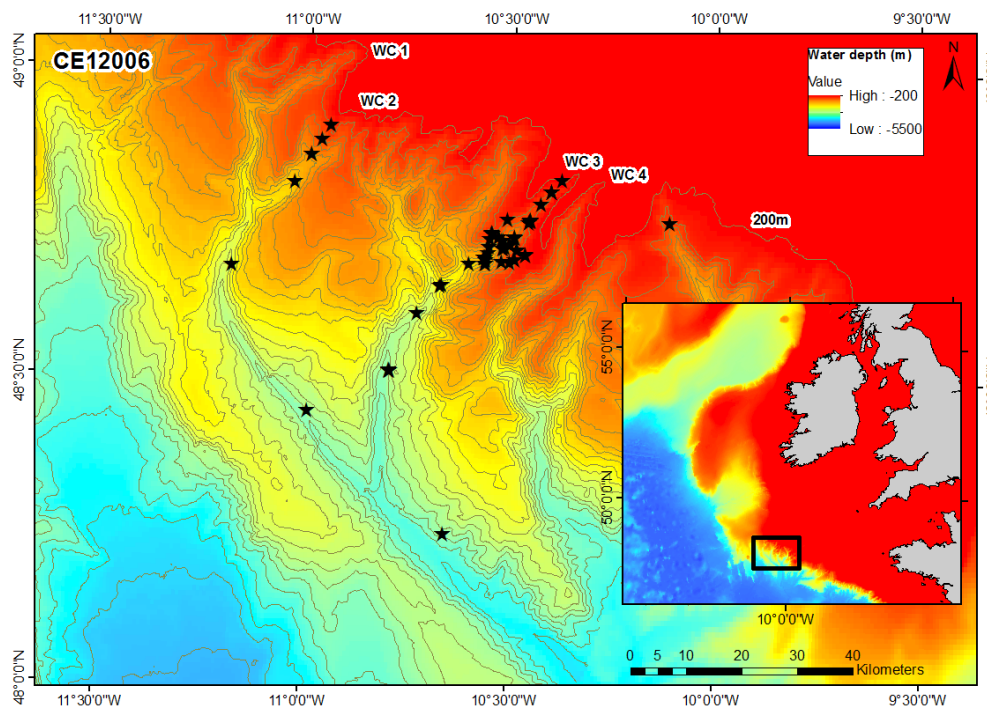 11°30'0"W 11°0'0"W 10°30'0"W 10°0'0"W 9°30'0"W
49°0'0"N
CE12006
WC 1
Water depth (m)
N
Value
High : -200
Low : -5500
WC 2
WC 3
WC 4
200m
48°30'0"N
55°0'0"N
50°0'0"N
10°0'0"W
48°0'0"N
0 5 10 20 30 40
Kilometers
11°30'0"W 11°0'0"W 10°30'0"W 10°0'0"W 9°30'0"W